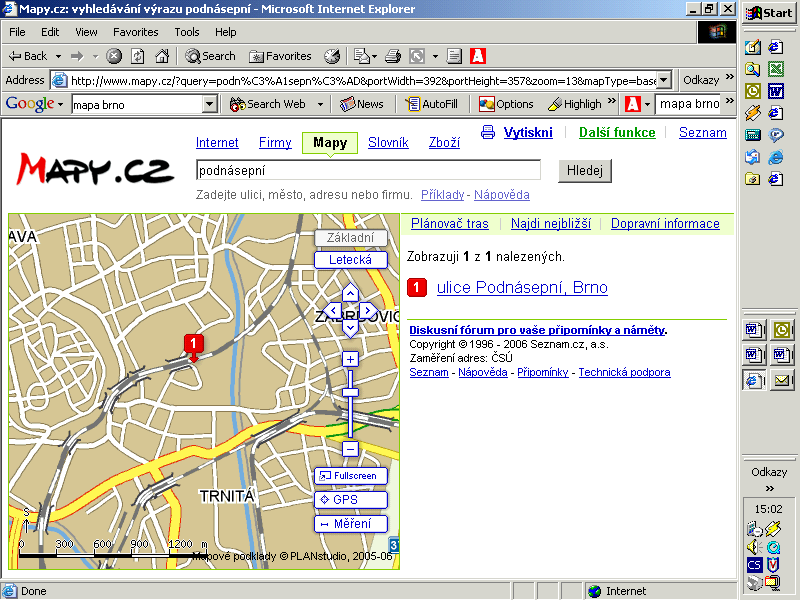 Mapy.cz: vyhledávání výrazu podnásepní - Microsoft Internet Explorer
Start
File Edit View Favorites Tools Help
Back Search Favorites
Address http://www.mapy.cz/?query=podn%C3%A1sepn%C3%AD&portWidth=392&portHeight=357&zoom=13&mapType=base Odkazy »
Google mapa brno Search Web News AutoFill Options Highligh » A mapa brno »
Vytiskni Další funkce Seznam
Internet Firmy Mapy Slovník Zboží
MAPY.CZ
podnásepní Hledej
Zadejte ulici, město, adresu nebo firmu. Příklady - Nápověda
Plánovač tras Najdi nejbližší Dopravní informace
AVA
Základní
Letecká
Zobrazuji 1 z 1 nalezených.
1 ulice Podnásepní, Brno
ZÁBRDOVIC
Diskusní fórum pro vaše připomínky a náměty.
Copyright © 1996 - 2006 Seznam.cz, a.s.
Zaměření adres: ČSÚ
Seznam - Nápověda - Připomínky - Technická podpora
1
Fullscreen
GPS
Měření
TRNITÁ
S
0 300 600 900 1200 m
Mapové podklady © PLANstudio, 2005-06
37
Odkazy
»
15:02
CS
Done Internet